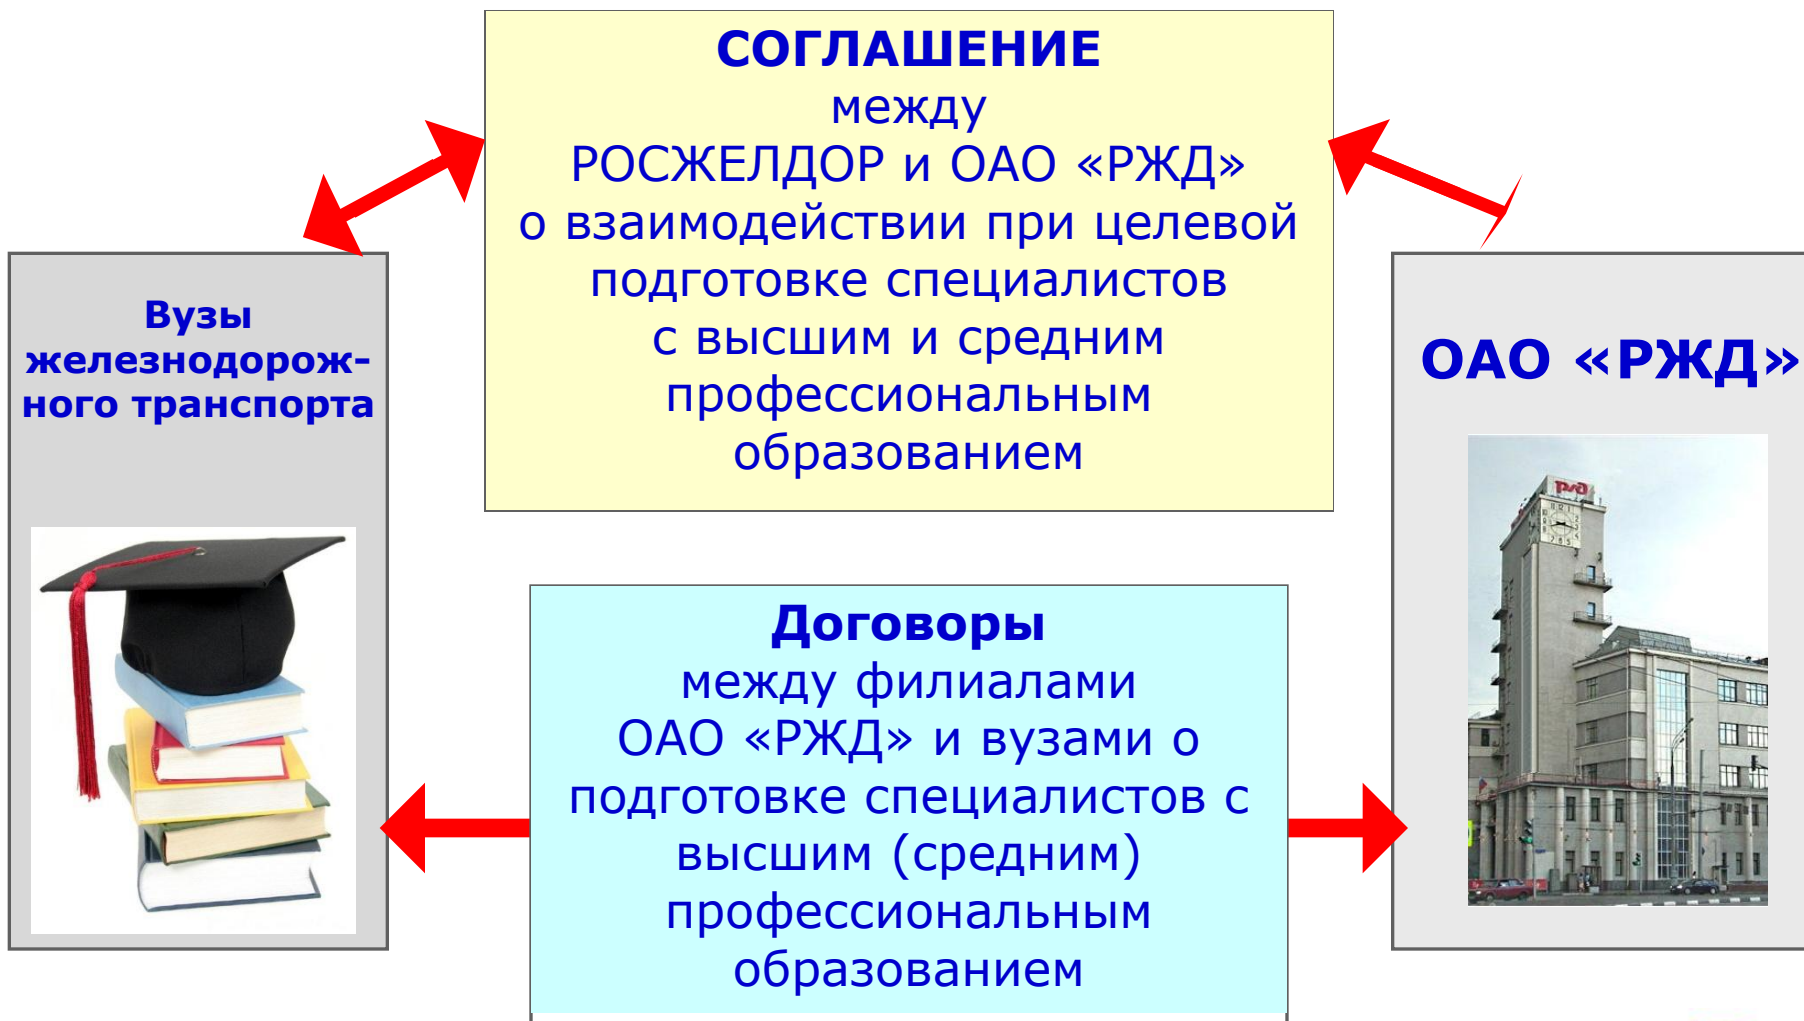 СОГЛАШЕНИЕ
между
РОСЖЕЛДОР и ОАО «РЖД»
о взаимодействии при целевой
подготовке специалистов
с высшим и средним
профессиональным
образованием
Вузы
железнодорож-
ного транспорта
ОАО «РЖД»
ржд
Договоры
между филиалами
ОАО «РЖД» и вузами о
подготовке специалистов с
высшим (средним)
профессиональным
образованием